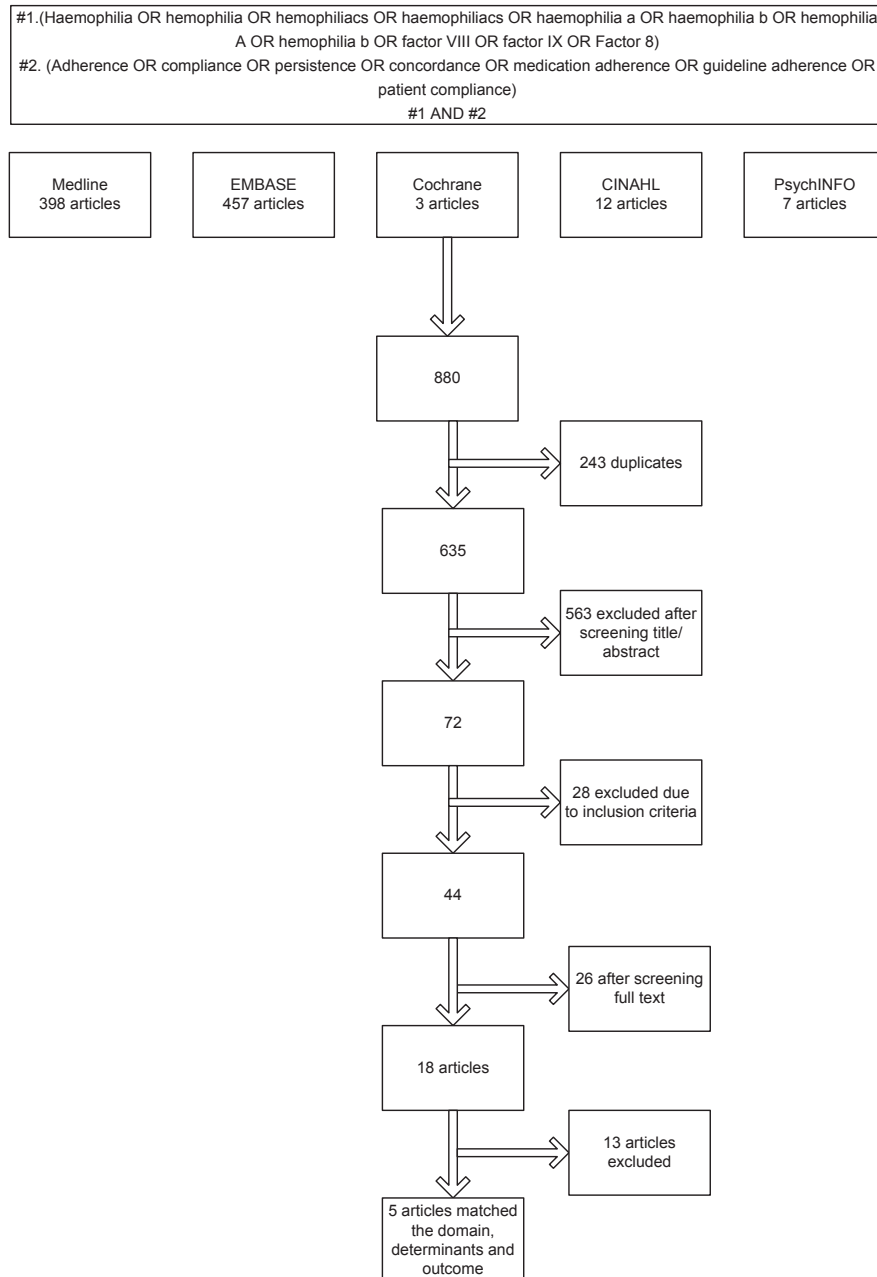 #1.(Haemophilia OR hemophilia OR hemophiliacs OR haemophiliacs OR haemophilia a OR haemophilia b OR hemophilia
A OR hemophilia b OR factor VIII OR factor IX OR Factor 8)
#2. (Adherence OR compliance OR persistence OR concordance OR medication adherence OR guideline adherence OR
patient compliance)
#1 AND #2
Medline
398 articles
EMBASE
457 articles
Cochrane
3 articles
CINAHL
12 articles
PsychINFO
7 articles
880
243 duplicates
635
563 excluded after
screening title/
abstract
72
28 excluded due
to inclusion criteria
44
26 after screening
full text
18 articles
13 articles
excluded
5 articles matched
the domain,
determinants and
outcome